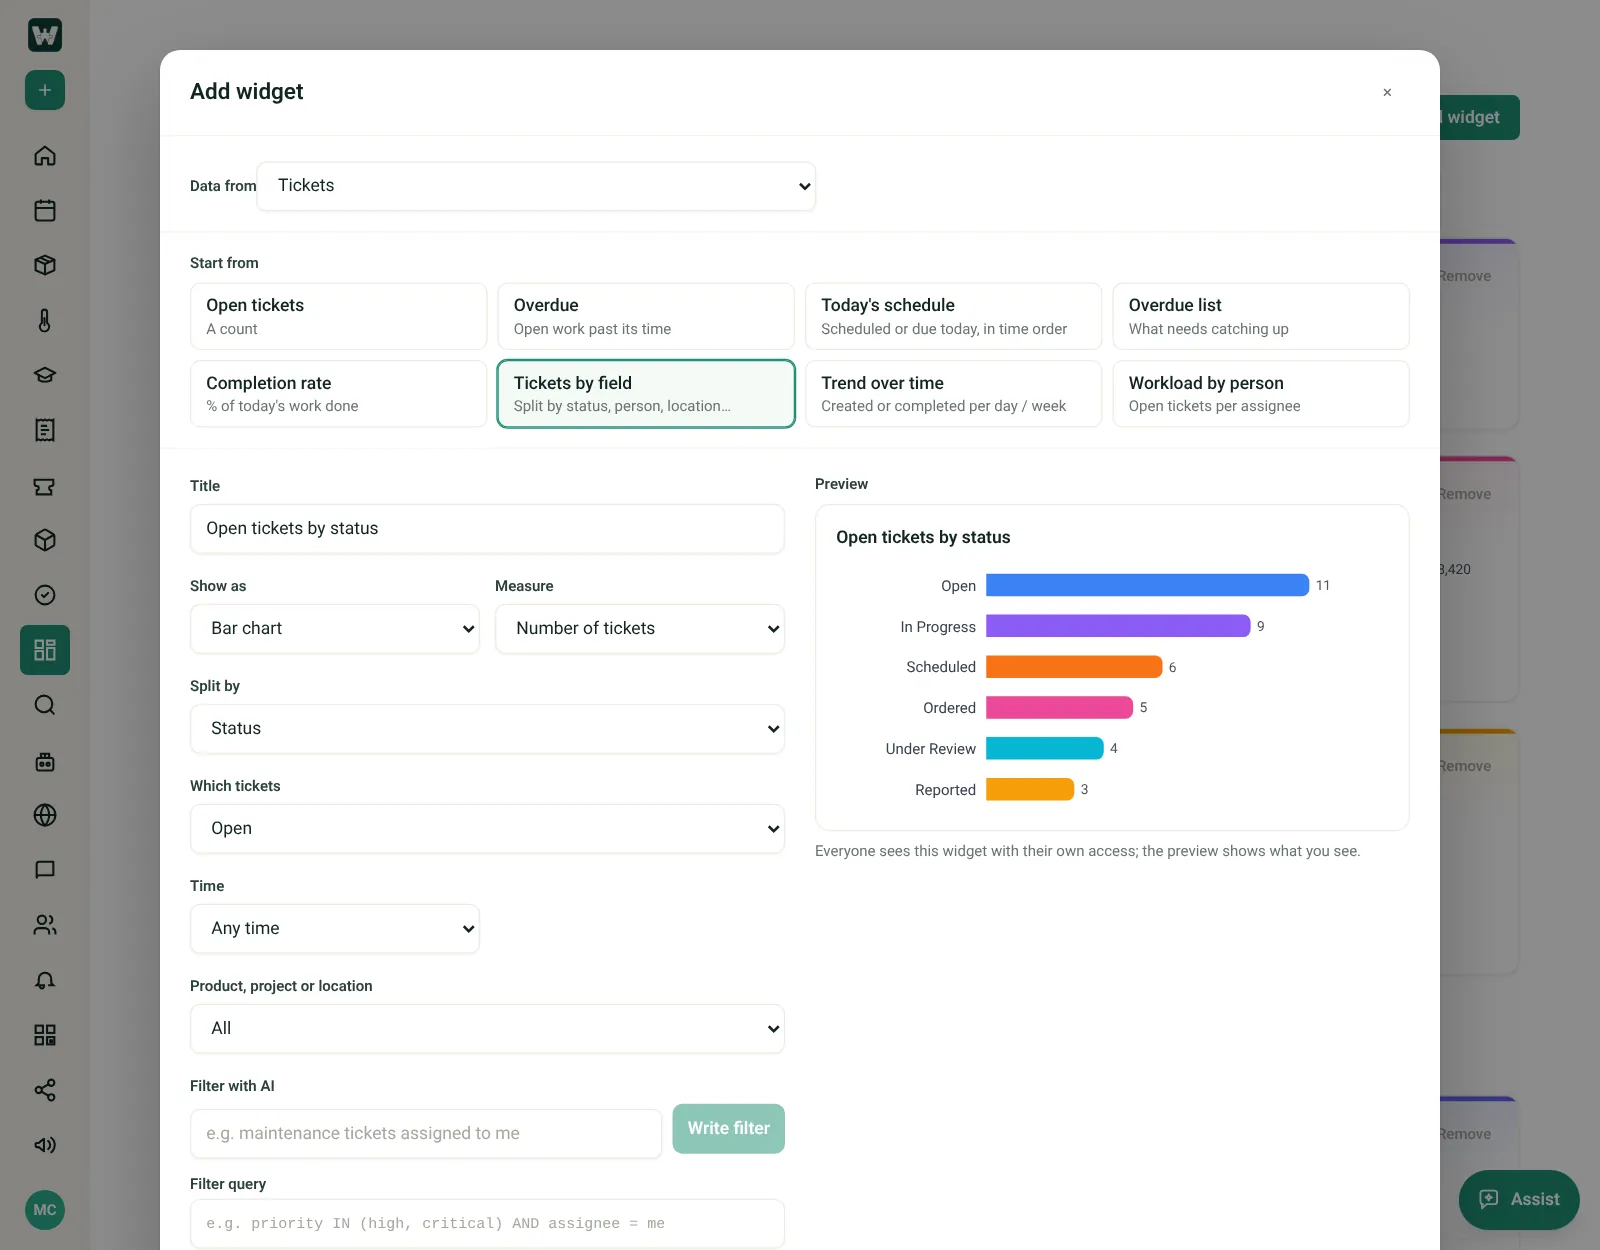 W
+
Add widget
×
widget
Data from
Tickets
Start from
Open tickets
A count
Overdue
Open work past its time
Today's schedule
Scheduled or due today, in time order
Overdue list
What needs catching up
Completion rate
% of today's work done
Tickets by field
Split by status, person, location…
Trend over time
Created or completed per day / week
Workload by person
Open tickets per assignee
Remove
Title
Open tickets by status
Show as
Measure
Bar chart
Number of tickets
Split by
Status
Which tickets
Open
Time
Any time
Product, project or location
All
Filter with AI
e.g. maintenance tickets assigned to me
Write filter
Filter query
e.g. priority IN (high, critical) AND assignee = me
Preview
Open tickets by status
Open 11
In Progress 9
Scheduled 6
Ordered 5
Under Review 4
Reported 3
Everyone sees this widget with their own access; the preview shows what you see.
Remove
,420
Remove
Remove
MC
Assist